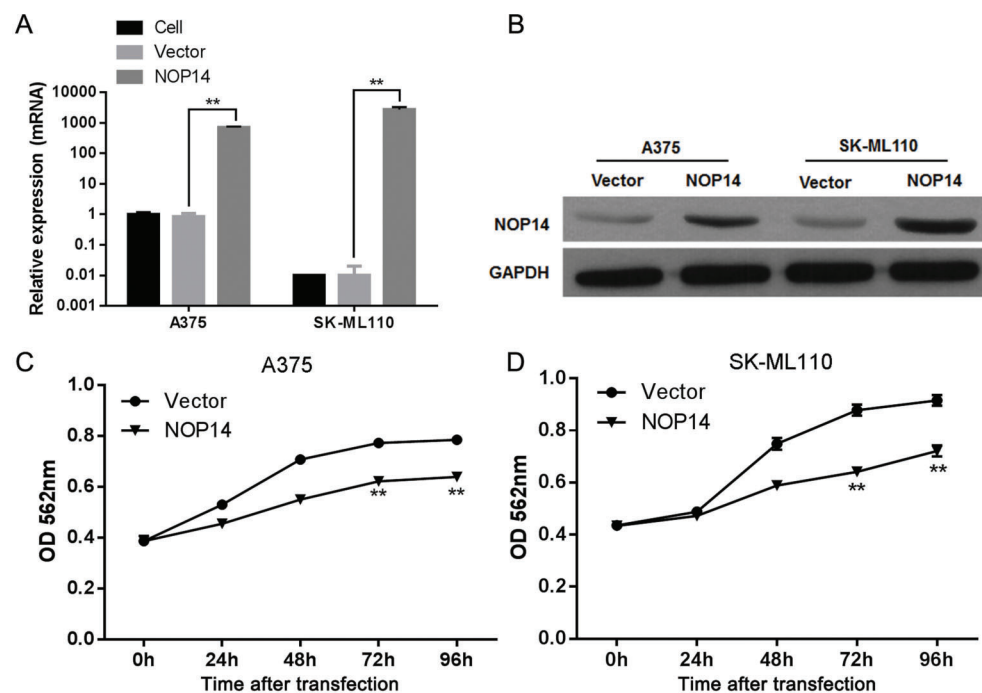 A
Cell
Vector
NOP14
Relative expression (mRNA)
10000
1000
100
10
1
0.1
0.01
0.001
**
**
A375
SK-ML110
B
A375
SK-ML110
Vector
NOP14
Vector
NOP14
NOP14
GAPDH
C
A375
Vector
NOP14
OD 562nm
1.0
0.8
0.6
0.4
0.2
0.0
**
**
0h
24h
48h
72h
96h
Time after transfection
D
SK-ML110
Vector
NOP14
OD 562nm
1.0
0.8
0.6
0.4
0.2
0.0
**
**
0h
24h
48h
72h
96h
Time after transfection